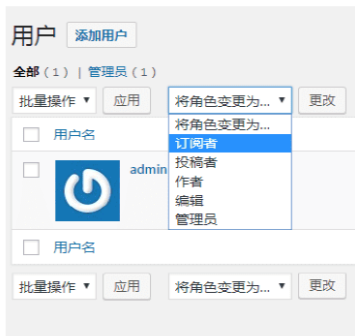 用户 添加用户
全部（1）| 管理员（1）
批量操作 应用 将角色变更为... 更改
将角色变更为...
用户名
订阅者
admin
投稿者
作者
编辑
管理员
用户名
批量操作 应用 将角色变更为... 更改